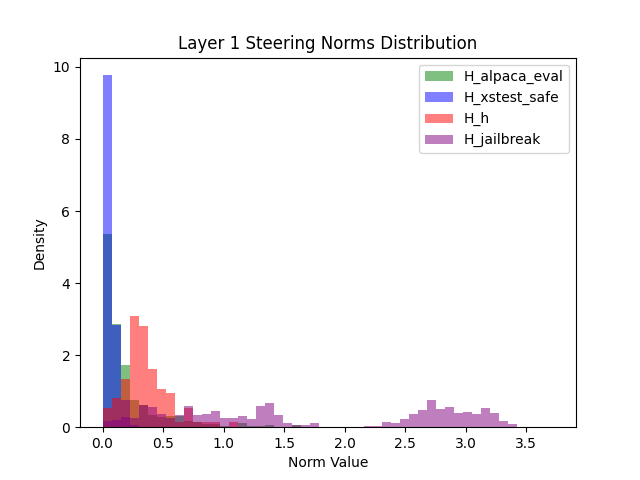 Layer 1 Steering Norms Distribution
H_alpaca_eval
H_xstest_safe
H_h
H_jailbreak
Density
10
8
6
4
2
0
0.0 0.5 1.0 1.5 2.0 2.5 3.0 3.5
Norm Value